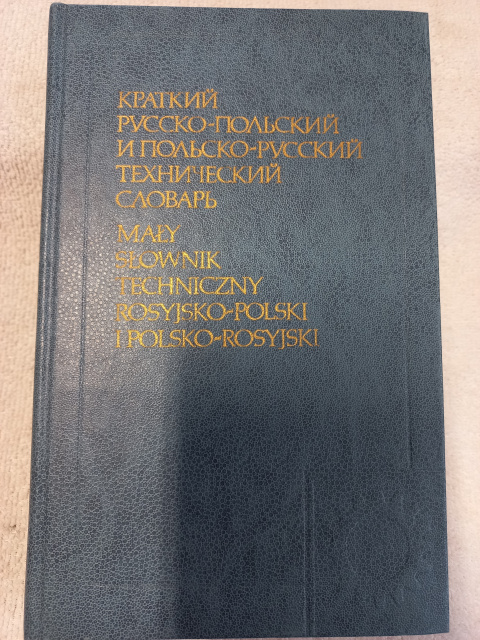 КРАТКИЙ
РУССКО-ПОЛЬСКИЙ
И ПОЛЬСКО-РУССКИЙ
ТЕХНИЧЕСКИЙ
СЛОВАРЬ
MAŁY
SŁOWNIK
TECHNICZNY
ROSYJSKO-POLSKI
I POLSKO-ROSYJSKI